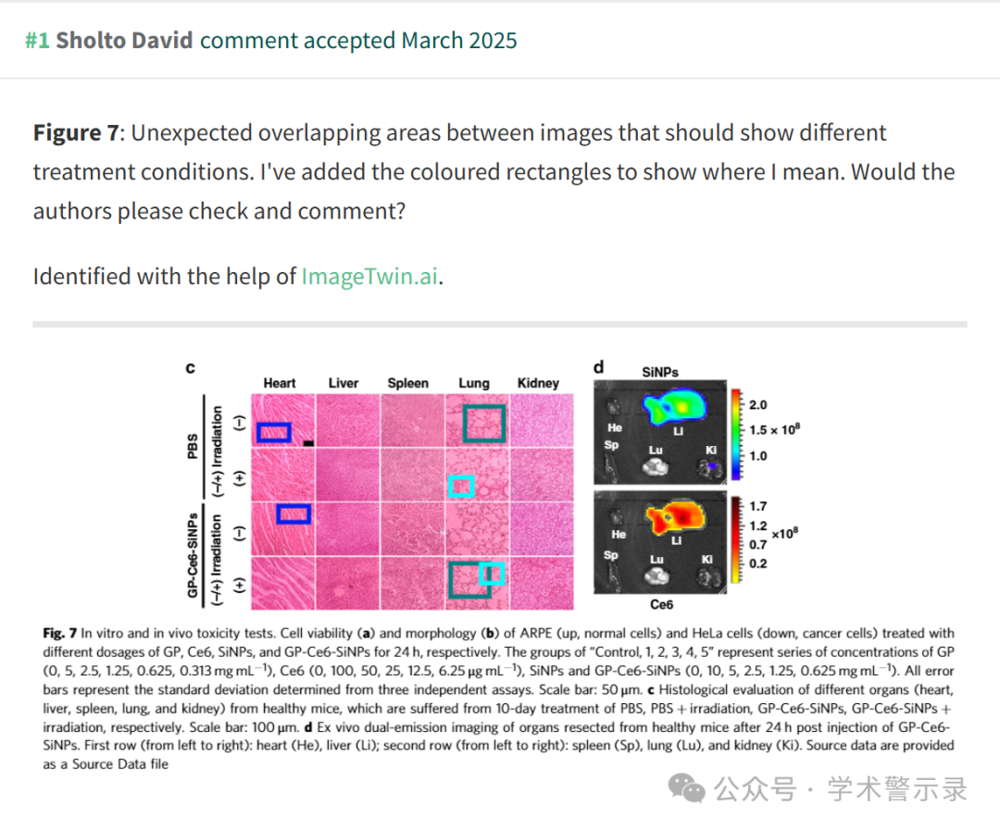 #1 Sholto David comment accepted March 2025
Figure 7: Unexpected overlapping areas between images that should show different
treatment conditions. I've added the coloured rectangles to show where I mean. Would the
authors please check and comment?
Identified with the help of ImageTwin.ai.
c
Heart Liver Spleen Lung Kidney
PBS
(−/+) Irradiation
(−)
(+)
GP-Ce6-SiNPs
(−/+) Irradiation
(−)
(+)
d
SiNPs
He
Li
Sp
Lu
Ki
2.0
1.5 × 10⁸
1.0
He
Li
Sp
Lu
Ki
1.7
1.2
×10⁸
0.7
0.2
Ce6
Fig. 7 In vitro and in vivo toxicity tests. Cell viability (a) and morphology (b) of ARPE (up, normal cells) and HeLa cells (down, cancer cells) treated with
different dosages of GP, Ce6, SiNPs, and GP-Ce6-SiNPs for 24 h, respectively. The groups of “Control, 1, 2, 3, 4, 5” represent series of concentrations of GP
(0, 5, 2.5, 1.25, 0.625, 0.313 mg mL⁻¹), Ce6 (0, 100, 50, 25, 12.5, 6.25 μg mL⁻¹), SiNPs and GP-Ce6-SiNPs (0, 10, 5, 2.5, 1.25, 0.625 mg mL⁻¹). All error
bars represent the standard deviation determined from three independent assays. Scale bar: 50 μm. c Histological evaluation of different organs (heart,
liver, spleen, lung, and kidney) from healthy mice, which are suffered from 10-day treatment of PBS, PBS + irradiation, GP-Ce6-SiNPs, GP-Ce6-SiNPs +
irradiation, respectively. Scale bar: 100 μm. d Ex vivo dual-emission imaging of organs resected from healthy mice after 24 h post injection of GP-Ce6-
SiNPs. First row (from left to right): heart (He), liver (Li); second row (from left to right): spleen (Sp), lung (Lu), and kidney (Ki). Source data are provided
as a Source Data file
公众号 · 学术警示录